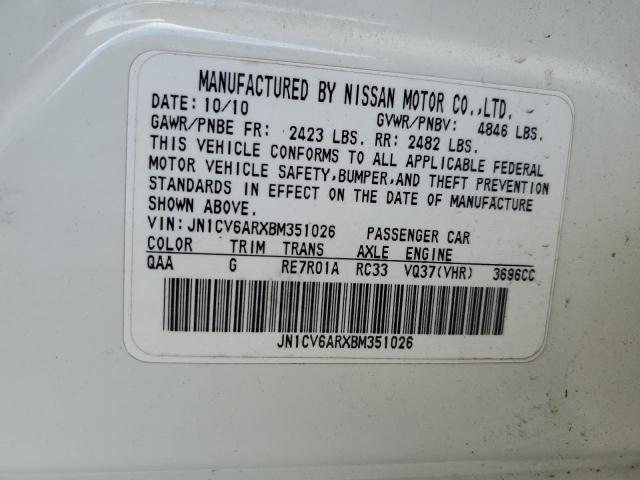 MANUFACTURED BY NISSAN MOTOR CO.,LTD.
DATE: 10/10 GVWR/PNBV: 4846 LBS.
GAWR/PNBE FR: 2423 LBS. RR: 2482 LBS.
THIS VEHICLE CONFORMS TO ALL APPLICABLE FEDERAL
MOTOR VEHICLE SAFETY,BUMPER,AND THEFT PREVENTION
STANDARDS IN EFFECT ON THE DATE OF MANUFACTURE
SHOWN ABOVE.
VIN:JN1CV6ARXBM351026 PASSENGER CAR
COLOR TRIM TRANS AXLE ENGINE
QAA G RE7R01A RC33 VQ37(VHR) 3696CC
JN1CV6ARXBM351026